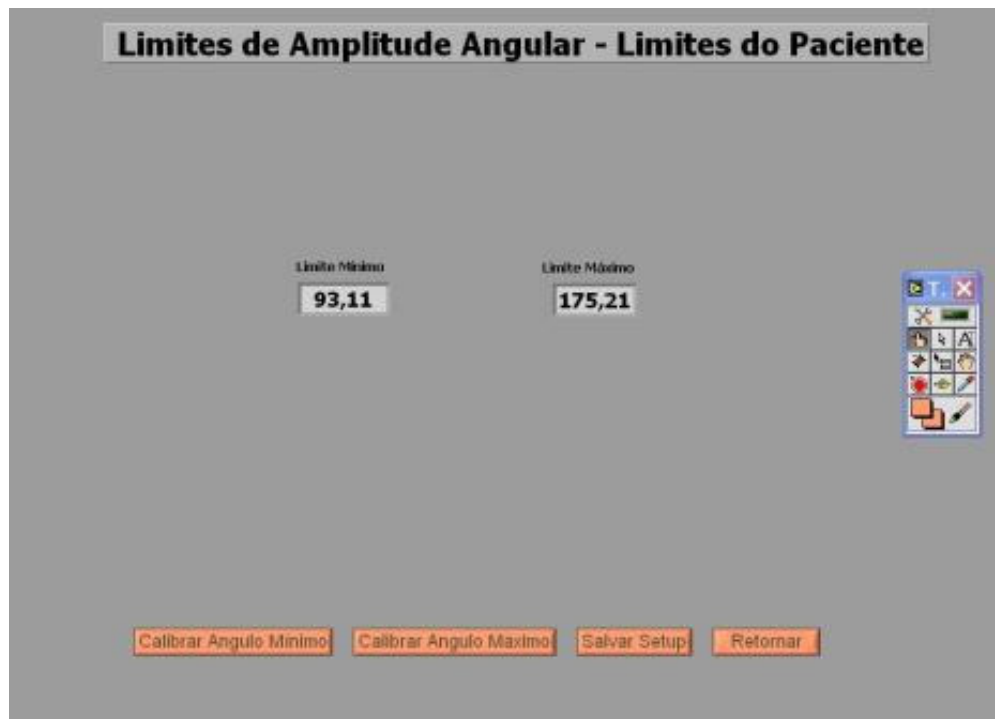 Limites de Amplitude Angular - Limites do Paciente
Limite Mínimo
Limite Máximo
93,11
175,21
T.
A
Calibrar Angulo Minimo
Calibrar Angulo Maximo
Salvar Setup
Retornar